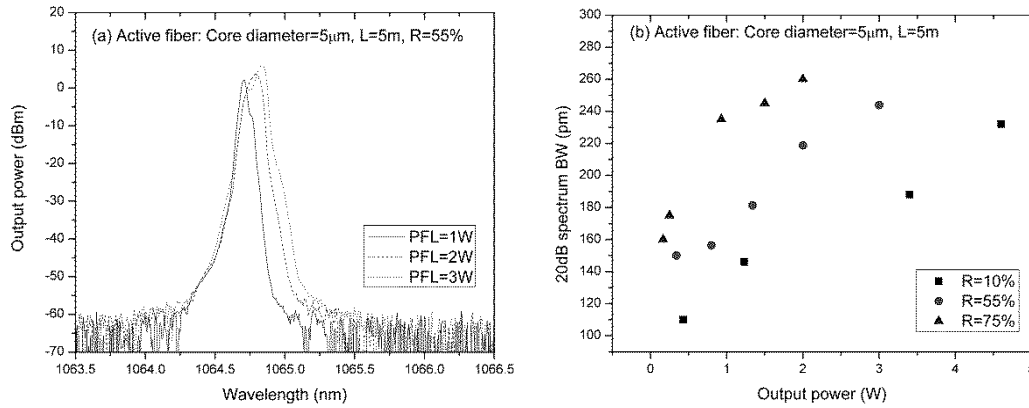 (a) Active fiber: Core diameter=5μm, L=5m, R=55%
Output power (dBm)
20
10
0
-10
-20
-30
-40
-50
-60
-70
PFL=1W
PFL=2W
PFL=3W
1063.5 1064.0 1064.5 1065.0 1065.5 1066.0 1066.5
Wavelength (nm)
(b) Active fiber: Core diameter=5μm, L=5m
20dB spectrum BW (pm)
300
280
260
240
220
200
180
160
140
120
100
R=10%
R=55%
R=75%
0 1 2 3 4 5
Output power (W)